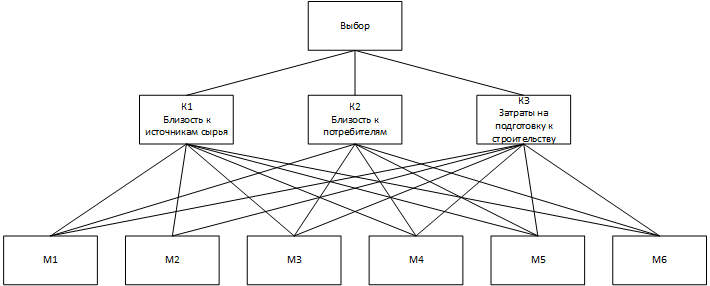 Выбор
К1
Близость к
источникам сырья
К2
Близость к
потребителям
К3
Затраты на
подготовку к
строительству
М1
М2
М3
М4
М5
М6